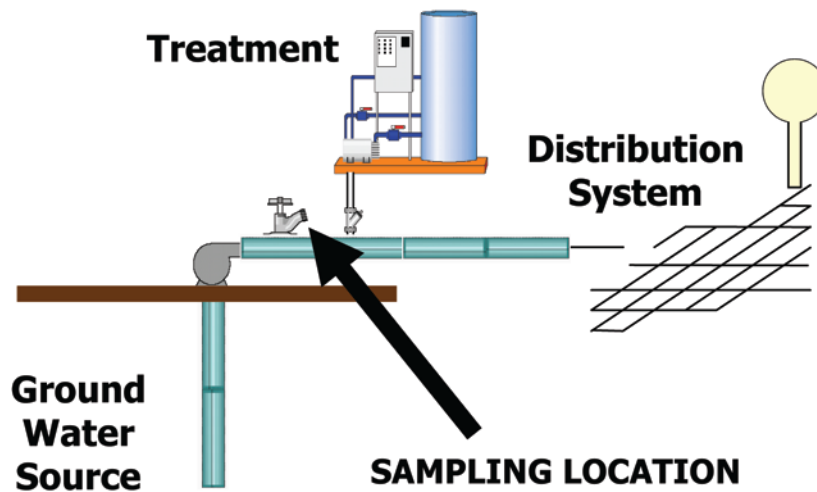 Treatment
Distribution
System
Ground
Water
Source
SAMPLING LOCATION